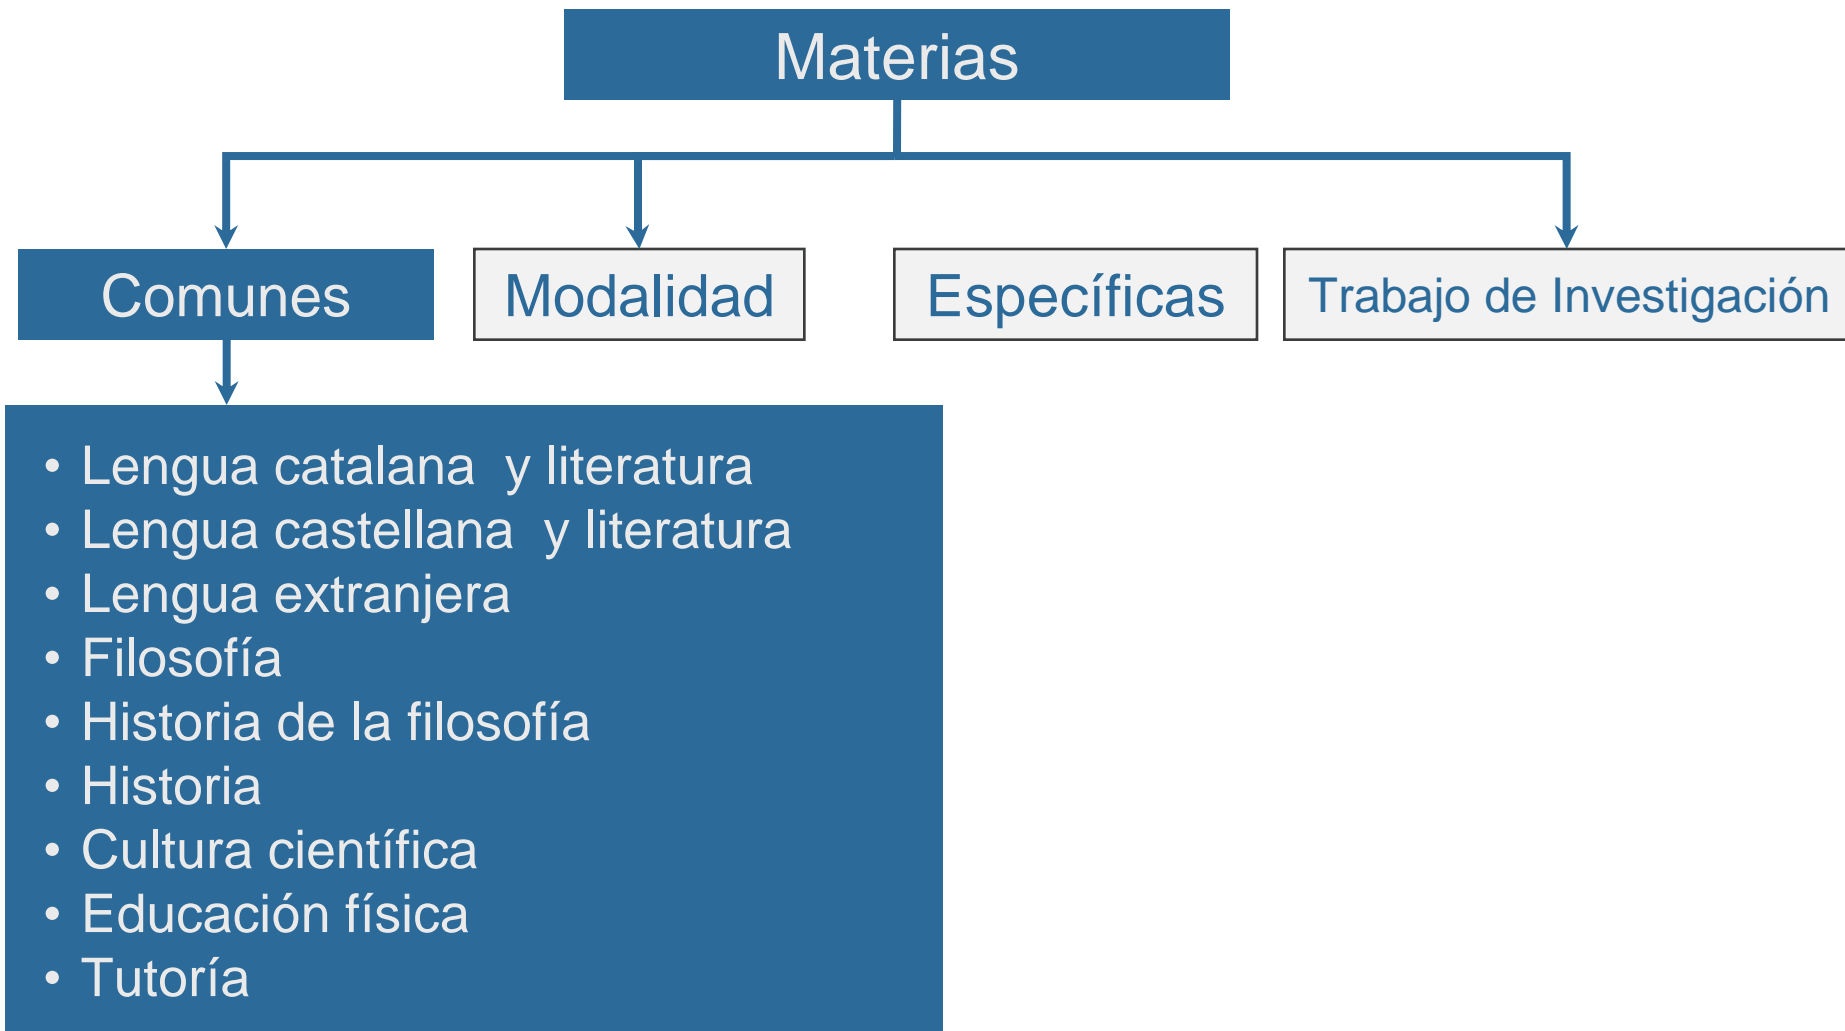 Materias
Comunes
Modalidad
Específicas
Trabajo de Investigación
• Lengua catalana  y literatura
• Lengua castellana  y literatura
• Lengua extranjera
• Filosofía
• Historia de la filosofía
• Historia
• Cultura científica
• Educación física
• Tutoría